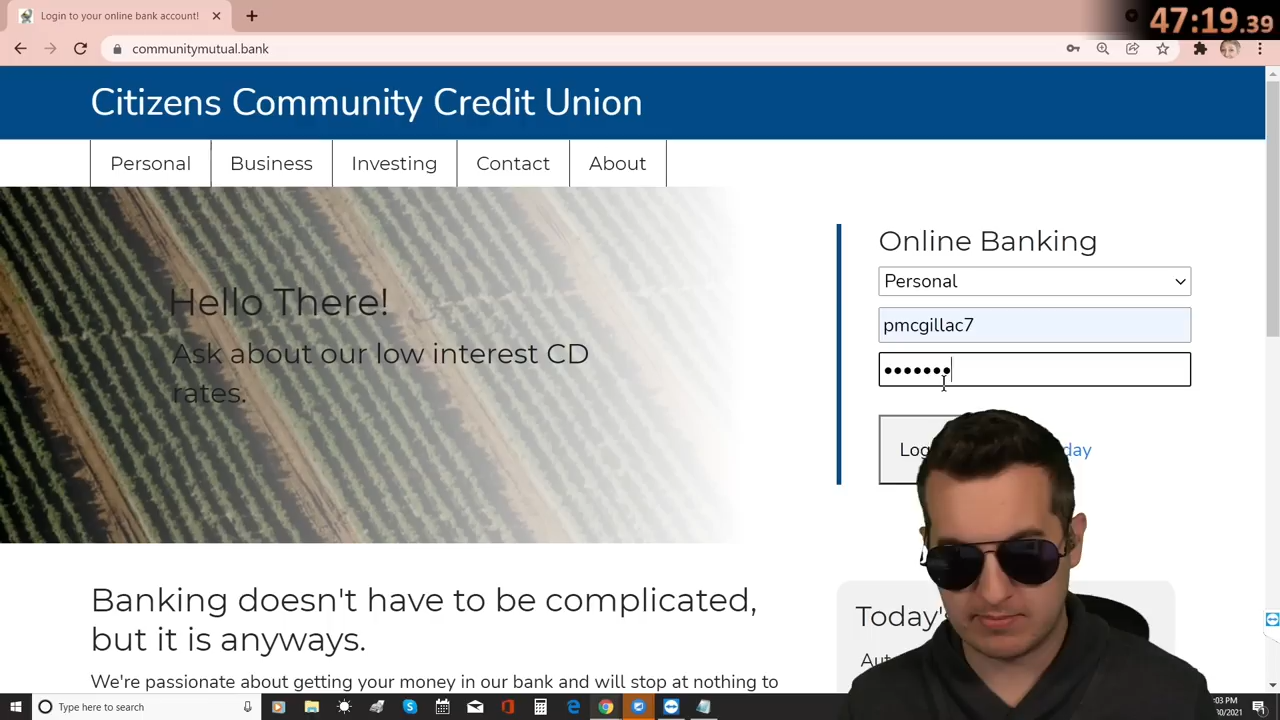 47:19.39
Login to your online bank account!
communitymutual.bank
Citizens Community Credit Union
Personal
Business
Investing
Contact
About
Online Banking
Personal
pmcgillac7
•••••••
Hello There!
Ask about our low interest CD
rates.
Banking doesn't have to be complicated,
but it is anyways.
We're passionate about getting your money in our bank and will stop at nothing to
Type here to search